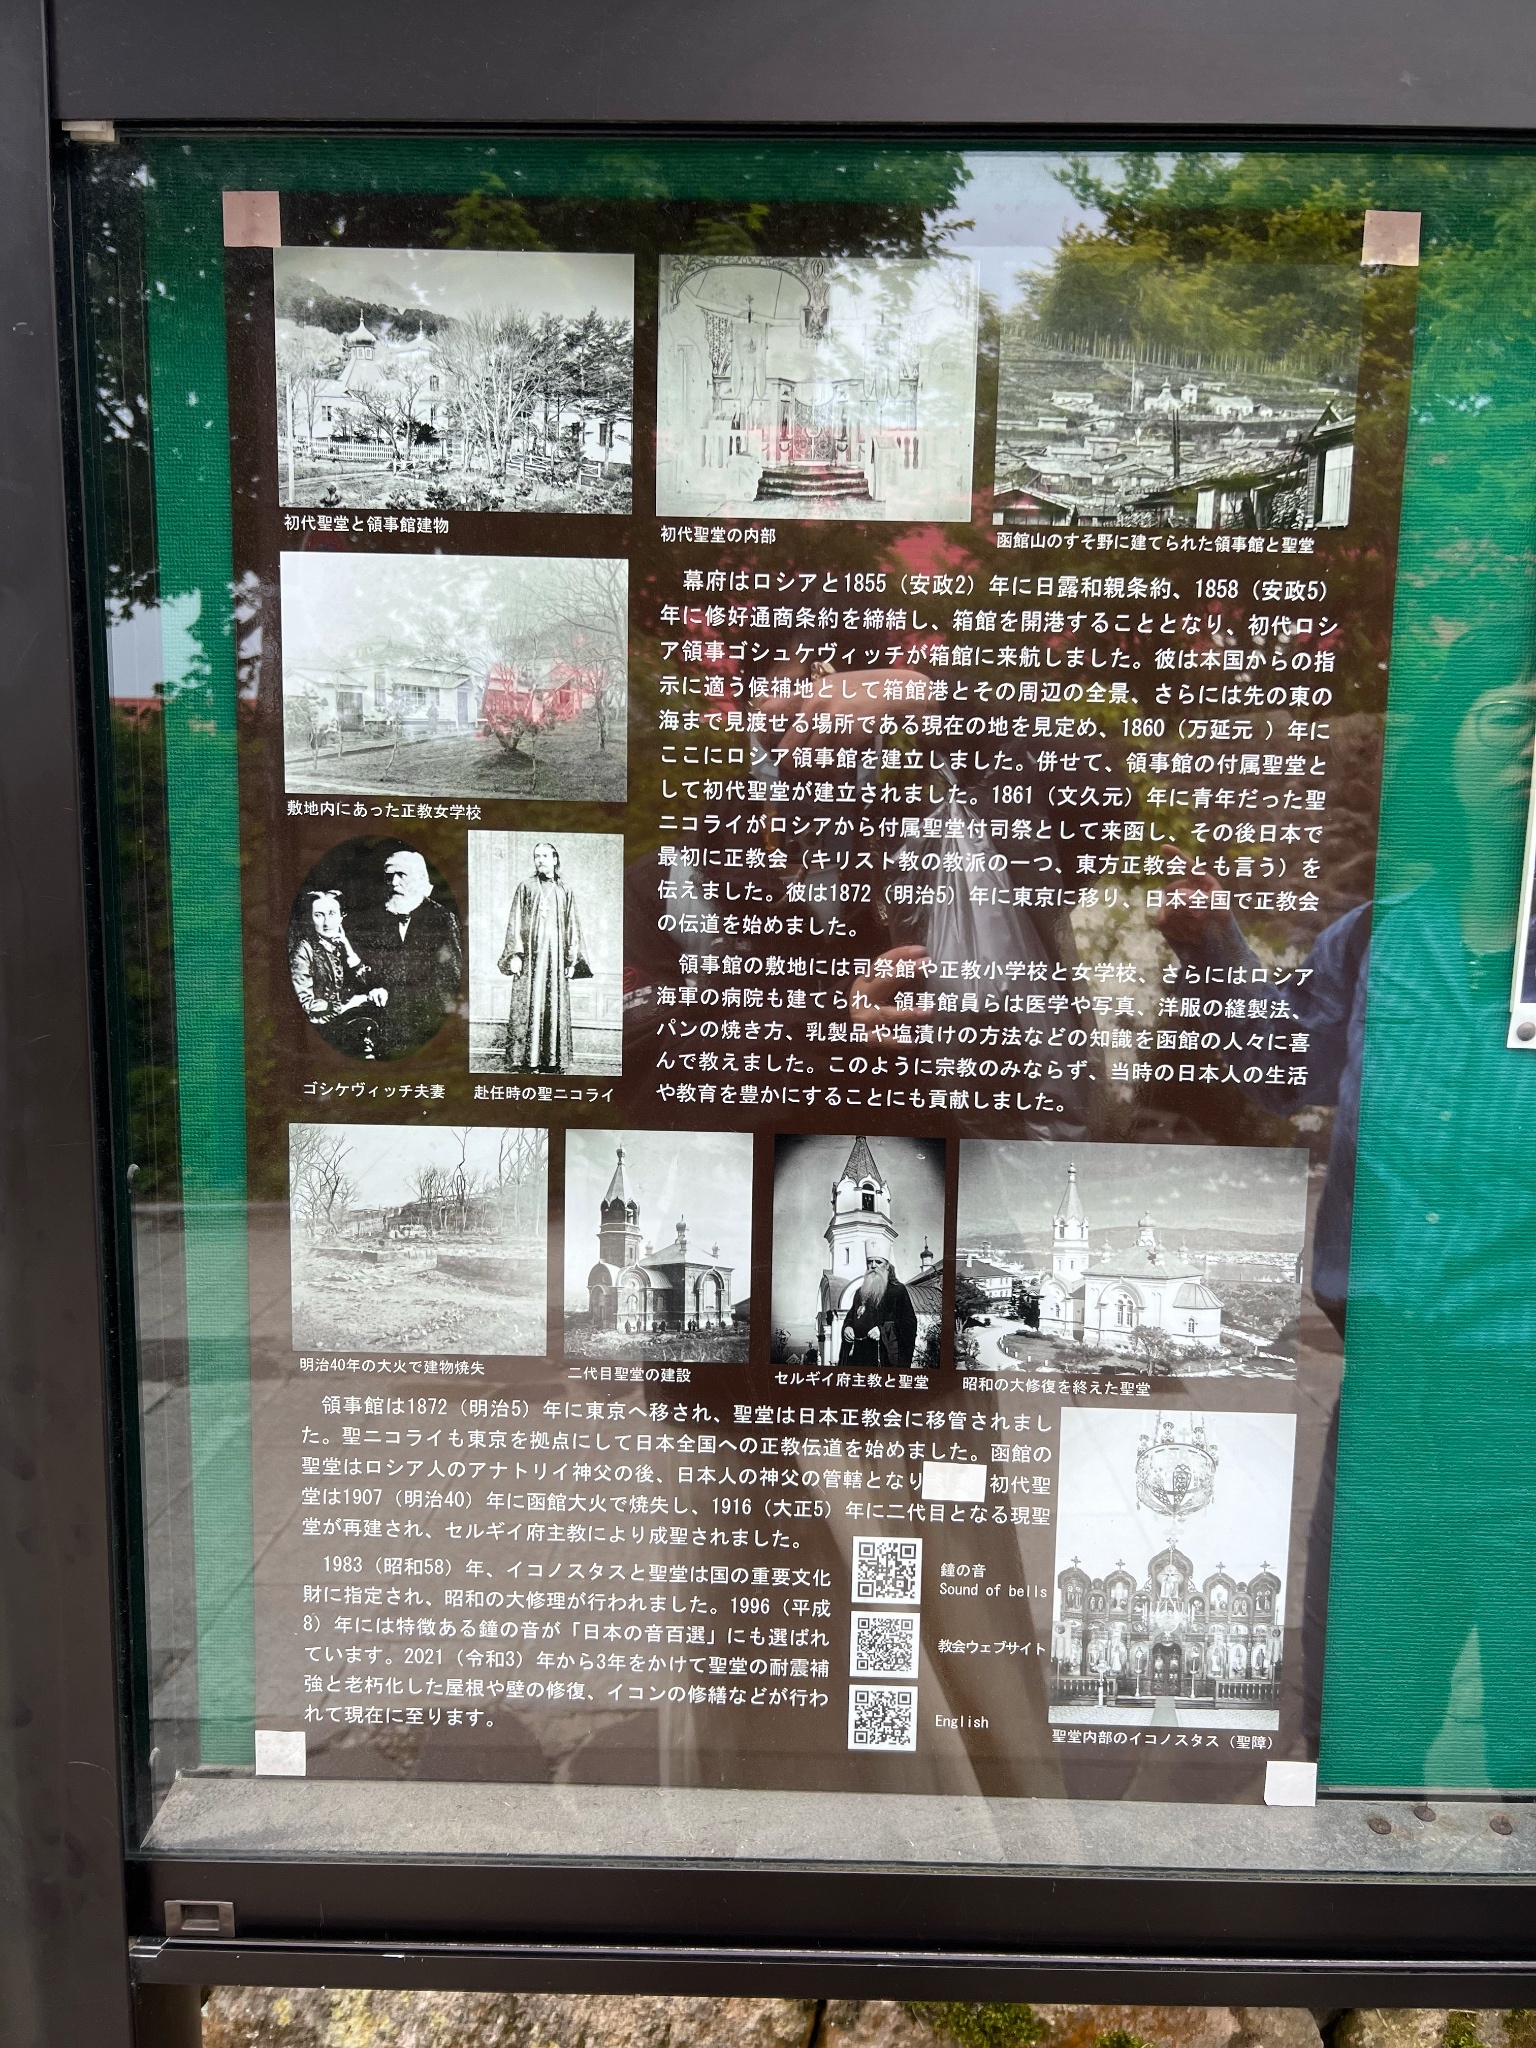 初代聖堂と領事館建物
初代聖堂の内部
函館山のすそ野に建てられた領事館と聖堂
敷地内にあった正教女学校
ゴシケヴィッチ夫妻
赴任時の聖ニコライ
幕府はロシアと1855（安政2）年に日露和親条約、1858（安政5）
年に修好通商条約を締結し、箱館を開港することとなり、初代ロシ
ア領事ゴシュケヴィッチが箱館に来航しました。彼は本国からの指
示に適う候補地として箱館港とその周辺の全景、さらには先の東の
海まで見渡せる場所である現在の地を見定め、1860（万延元 ）年に
ここにロシア領事館を建立しました。併せて、領事館の付属聖堂と
して初代聖堂が建立されました。1861（文久元）年に青年だった聖
ニコライがロシアから付属聖堂付司祭として来函し、その後日本で
最初に正教会（キリスト教の教派の一つ、東方正教会とも言う）を
伝えました。彼は1872（明治5）年に東京に移り、日本全国で正教会
の伝道を始めました。
領事館の敷地には司祭館や正教小学校と女学校、さらにはロシア
海軍の病院も建てられ、領事館員らは医学や写真、洋服の縫製法、
パンの焼き方、乳製品や塩漬けの方法などの知識を函館の人々に喜
んで教えました。このように宗教のみならず、当時の日本人の生活
や教育を豊かにすることにも貢献しました。
明治40年の大火で建物焼失
二代目聖堂の建設
セルギイ府主教と聖堂
昭和の大修復を終えた聖堂
領事館は1872（明治5）年に東京へ移され、聖堂は日本正教会に移管されまし
た。聖ニコライも東京を拠点にして日本全国への正教伝道を始めました。函館の
聖堂はロシア人のアナトリイ神父の後、日本人の神父の管轄となり 初代聖
堂は1907（明治40）年に函館大火で焼失し、1916（大正5）年に二代目となる現聖
堂が再建され、セルギイ府主教により成聖されました。
1983（昭和58）年、イコノスタスと聖堂は国の重要文化
財に指定され、昭和の大修理が行われました。1996（平成
8）年には特徴ある鐘の音が「日本の音百選」にも選ばれ
ています。2021（令和3）年から3年をかけて聖堂の耐震補
強と老朽化した屋根や壁の修復、イコンの修繕などが行わ
れて現在に至ります。
鐘の音
Sound of bells
教会ウェブサイト
English
聖堂内部のイコノスタス（聖障）